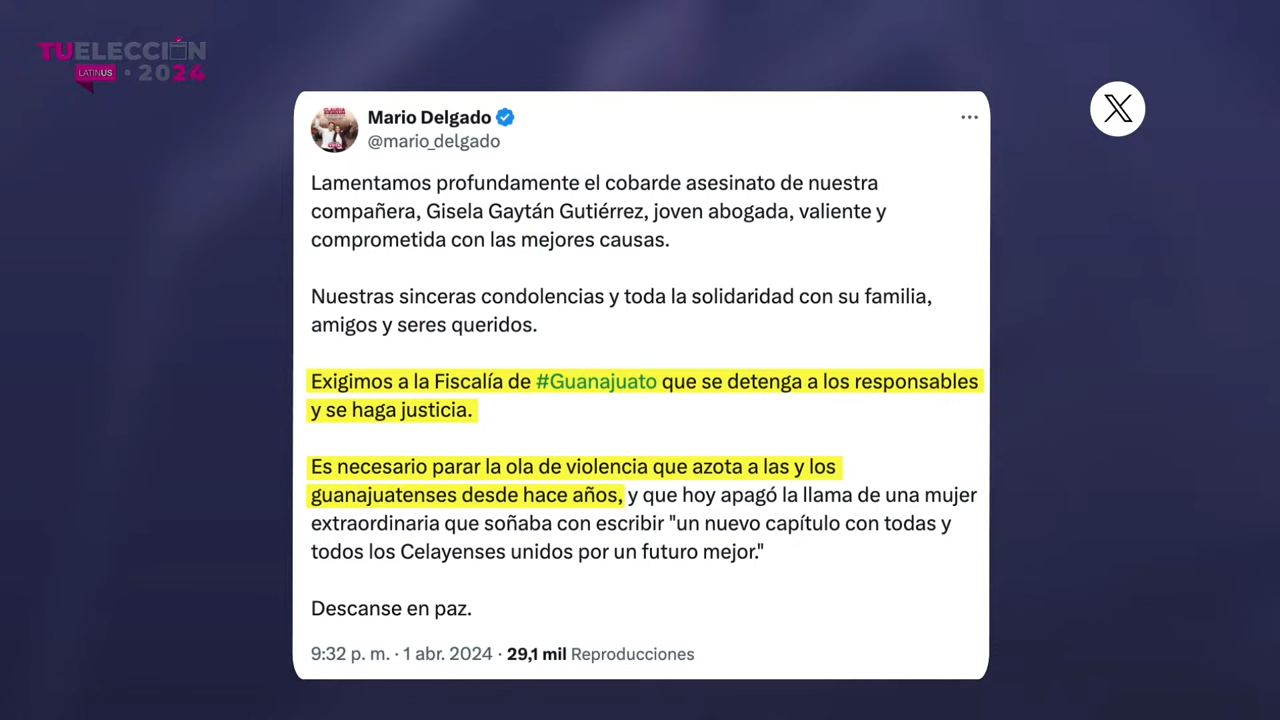 TUELECCIÓN
LATINUS • 2024
Mario Delgado
@mario_delgado
Lamentamos profundamente el cobarde asesinato de nuestra
compañera, Gisela Gaytán Gutiérrez, joven abogada, valiente y
comprometida con las mejores causas.
Nuestras sinceras condolencias y toda la solidaridad con su familia,
amigos y seres queridos.
Exigimos a la Fiscalía de #Guanajuato que se detenga a los responsables
y se haga justicia.
Es necesario parar la ola de violencia que azota a las y los
guanajuatenses desde hace años, y que hoy apagó la llama de una mujer
extraordinaria que soñaba con escribir "un nuevo capítulo con todas y
todos los Celayenses unidos por un futuro mejor."
Descanse en paz.
9:32 p. m. · 1 abr. 2024 · 29,1 mil Reproducciones